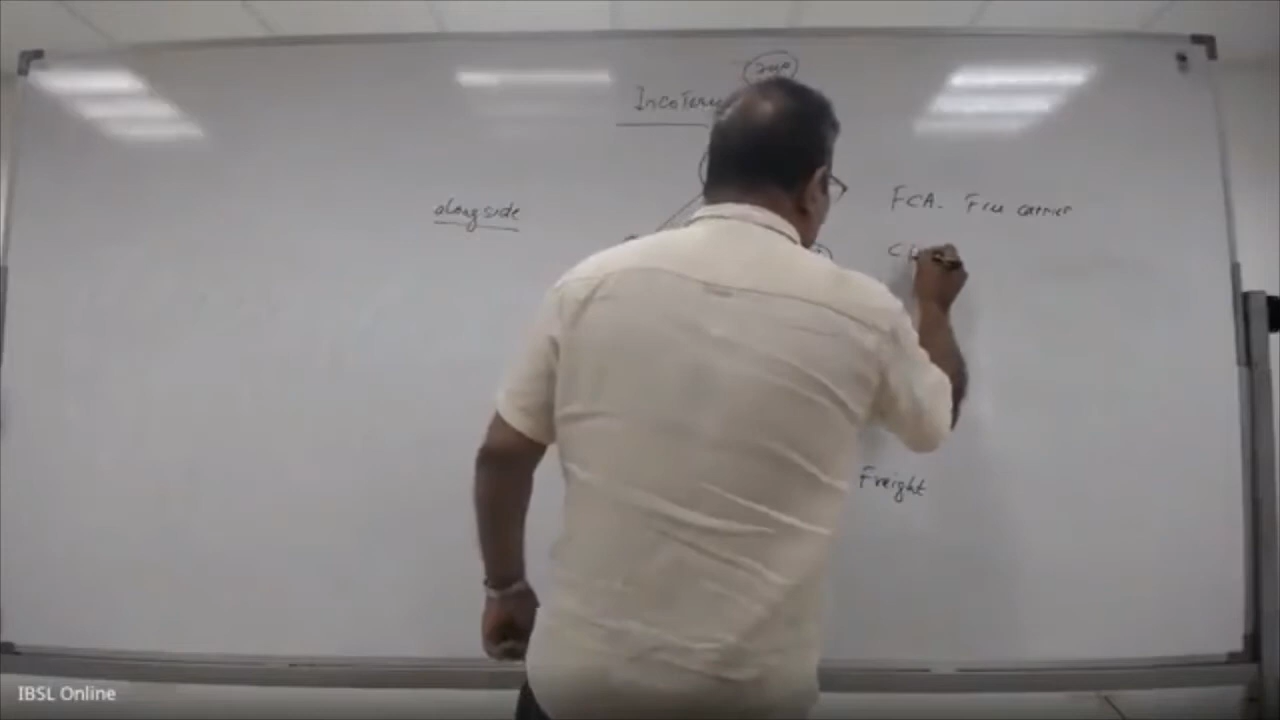 IncoTerms
alongside
FCA. Free carrier
Freight
IBSL Online